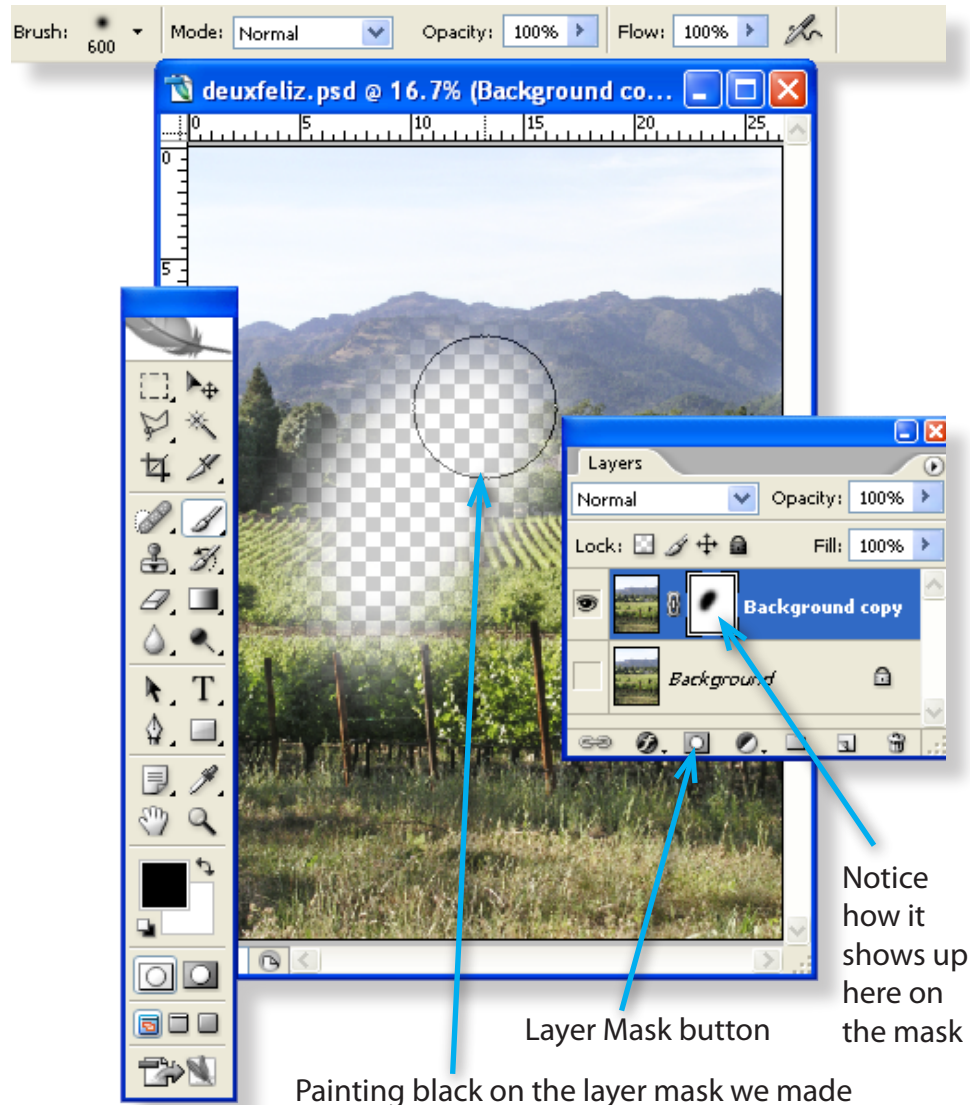 Brush: 600 Mode: Normal Opacity: 100% Flow: 100%
deuxfeliz.psd @ 16.7% (Background co...
0 5 10 15 20 25
0
5
Layers
Normal Opacity: 100%
Lock: Fill: 100%
Background copy
Background
T
Notice
how it
shows up
here on
the mask
Layer Mask button
Painting black on the layer mask we made